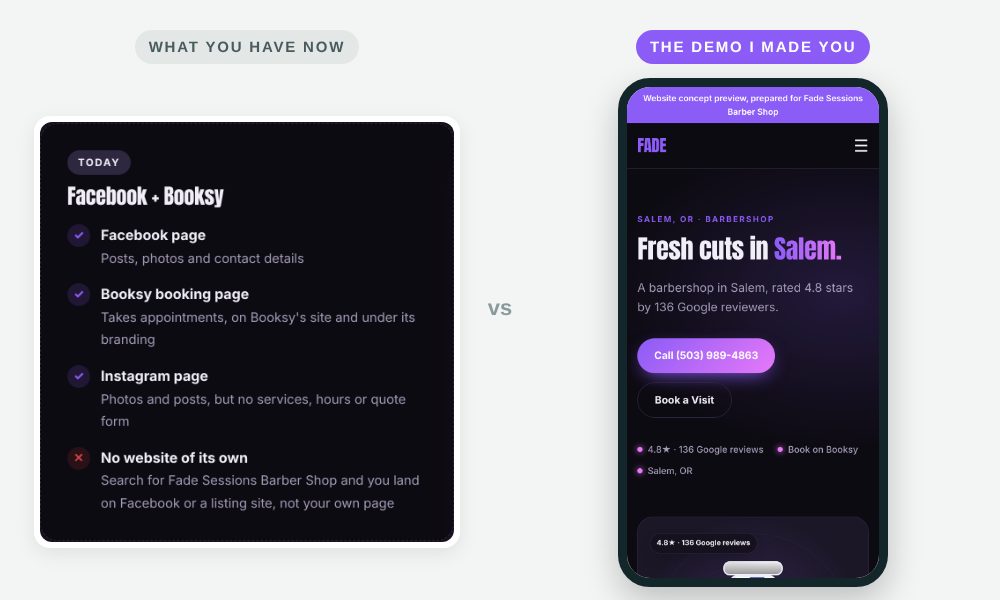 WHAT YOU HAVE NOW
TODAY
Facebook + Booksy
Facebook page
Posts, photos and contact details
Booksy booking page
Takes appointments, on Booksy's site and under its
branding
Instagram page
Photos and posts, but no services, hours or quote
form
No website of its own
Search for Fade Sessions Barber Shop and you land
on Facebook or a listing site, not your own page
vs
THE DEMO I MADE YOU
Website concept preview, prepared for Fade Sessions
Barber Shop
FADE
SALEM, OR · BARBERSHOP
Fresh cuts in Salem.
A barbershop in Salem, rated 4.8 stars
by 136 Google reviewers.
Call (503) 989-4863
Book a Visit
4.8★ · 136 Google reviews
Book on Booksy
Salem, OR
4.8★ · 136 Google reviews